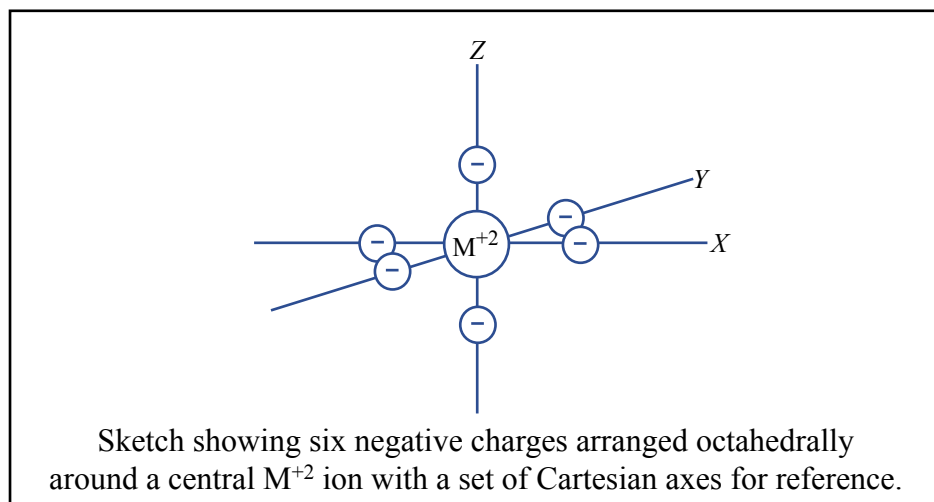 Z
−
Y
−
− M⁺² − X
−
−
Sketch showing six negative charges arranged octahedrally
around a central M⁺² ion with a set of Cartesian axes for reference.